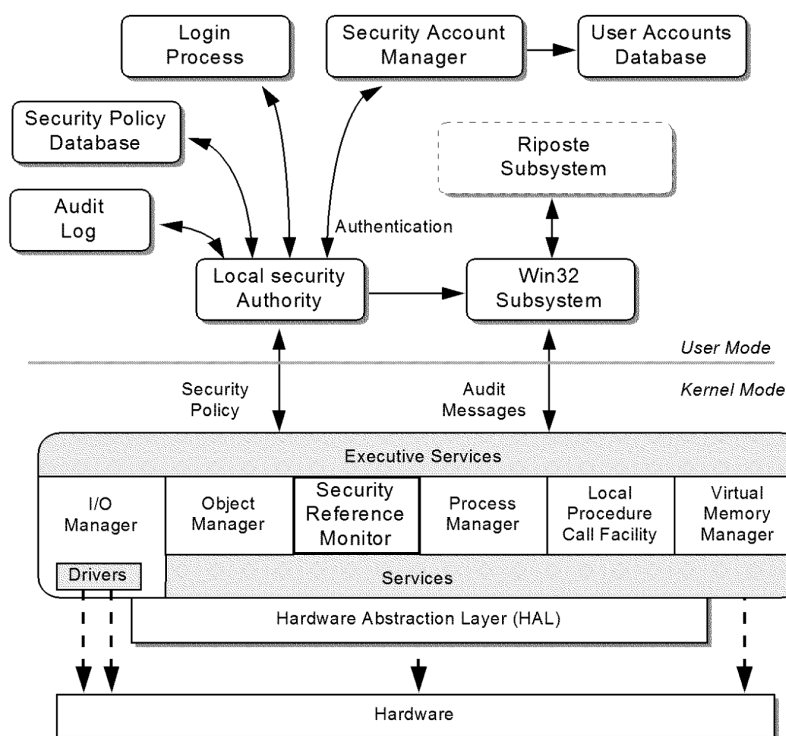 Login
Process
Security Account
Manager
User Accounts
Database
Security Policy
Database
Riposte
Subsystem
Audit
Log
Authentication
Local security
Authority
Win32
Subsystem
User Mode
Security
Policy
Audit
Messages
Kernel Mode
Executive Services
I/O
Manager
Object
Manager
Security
Reference
Monitor
Process
Manager
Local
Procedure
Call Facility
Virtual
Memory
Manager
Drivers
Services
Hardware Abstraction Layer (HAL)
Hardware